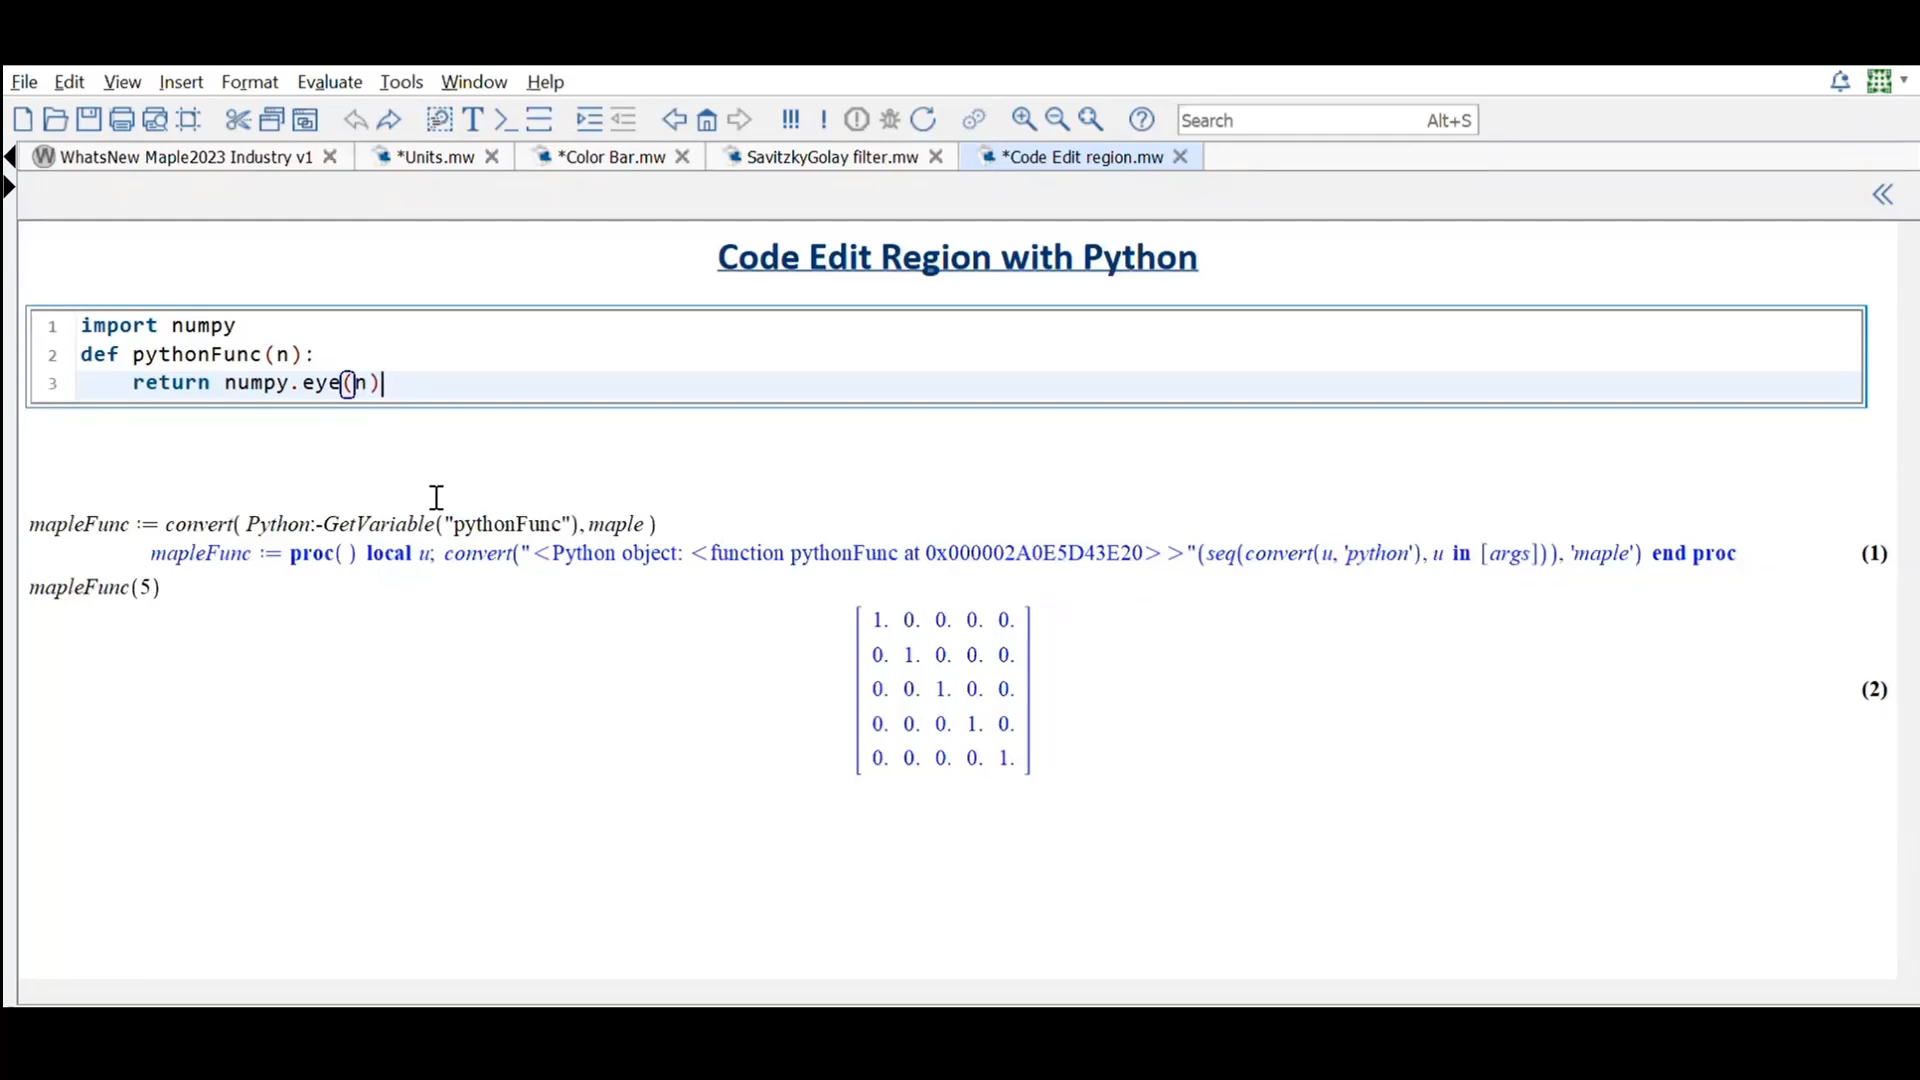 File Edit View Insert Format Evaluate Tools Window Help
Search Alt+S
WhatsNew Maple2023 Industry v1 *Units.mw *Color Bar.mw SavitzkyGolay filter.mw *Code Edit region.mw
Code Edit Region with Python
1 import numpy
2 def pythonFunc(n):
3 return numpy.eye(n)
mapleFunc := convert( Python:-GetVariable("pythonFunc"), maple )
mapleFunc := proc( ) local u; convert("<Python object: <function pythonFunc at 0x000002A0E5D43E20> >"(seq(convert(u, 'python'), u in [args])), 'maple') end proc (1)
mapleFunc(5)
1. 0. 0. 0. 0.
0. 1. 0. 0. 0.
0. 0. 1. 0. 0. (2)
0. 0. 0. 1. 0.
0. 0. 0. 0. 1.